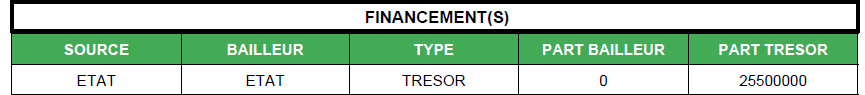 FINANCEMENT(S)
SOURCE BAILLEUR TYPE PART BAILLEUR PART TRESOR
ETAT ETAT TRESOR 0 25500000